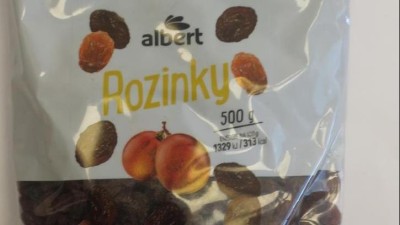 albert
Rozinky
500 g
1329 kJ/313 kcal